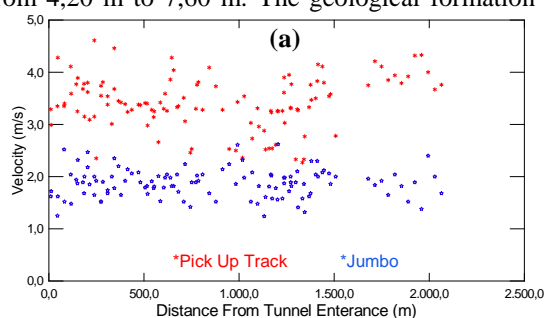 om 4,20 m to 7,60 m. The geological formation
(a)
5,0
4,0
3,0
2,0
1,0
0,0
Velocity (m/s)
*Pick Up Track
*Jumbo
0,0 500,0 1.000,0 1.500,0 2.000,0 2.500,0
Distance From Tunnel Enterance (m)